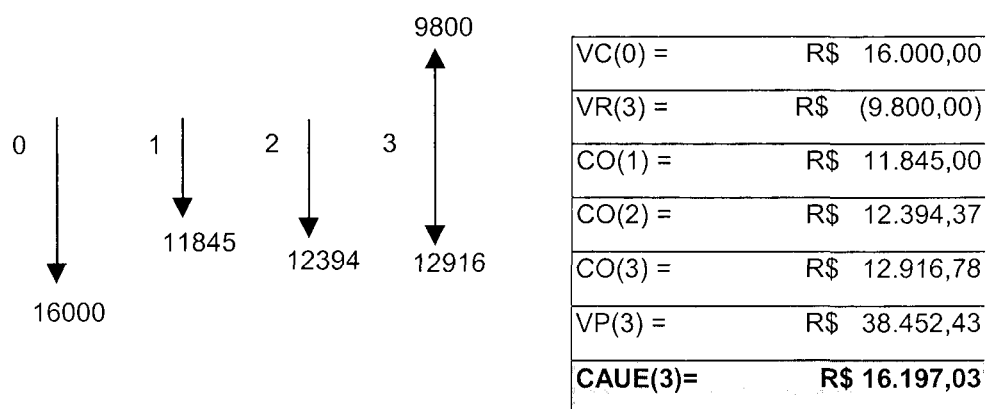 9800
0 1 2 3
11845
12394
12916
16000
VC(0) = R$ 16.000,00
VR(3) = R$ (9.800,00)
CO(1) = R$ 11.845,00
CO(2) = R$ 12.394,37
CO(3) = R$ 12.916,78
VP(3) = R$ 38.452,43
CAUE(3)= R$ 16.197,03